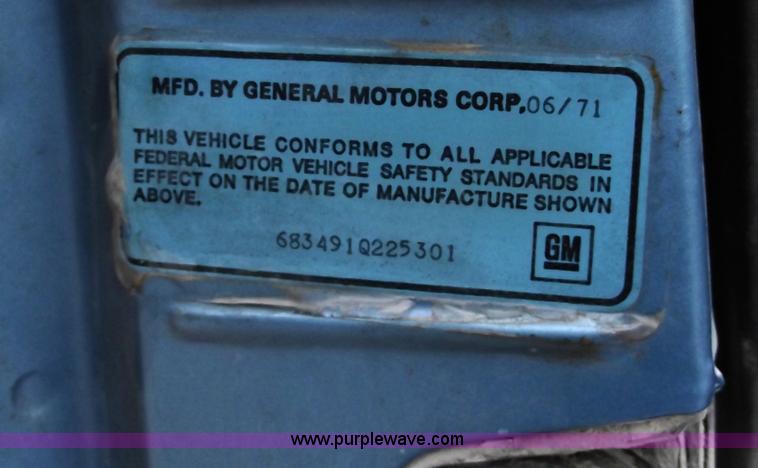 MFD. BY GENERAL MOTORS CORP. 06/71
THIS VEHICLE CONFORMS TO ALL APPLICABLE
FEDERAL MOTOR VEHICLE SAFETY STANDARDS IN
EFFECT ON THE DATE OF MANUFACTURE SHOWN
ABOVE.
683491Q225301
GM
www.purplewave.com